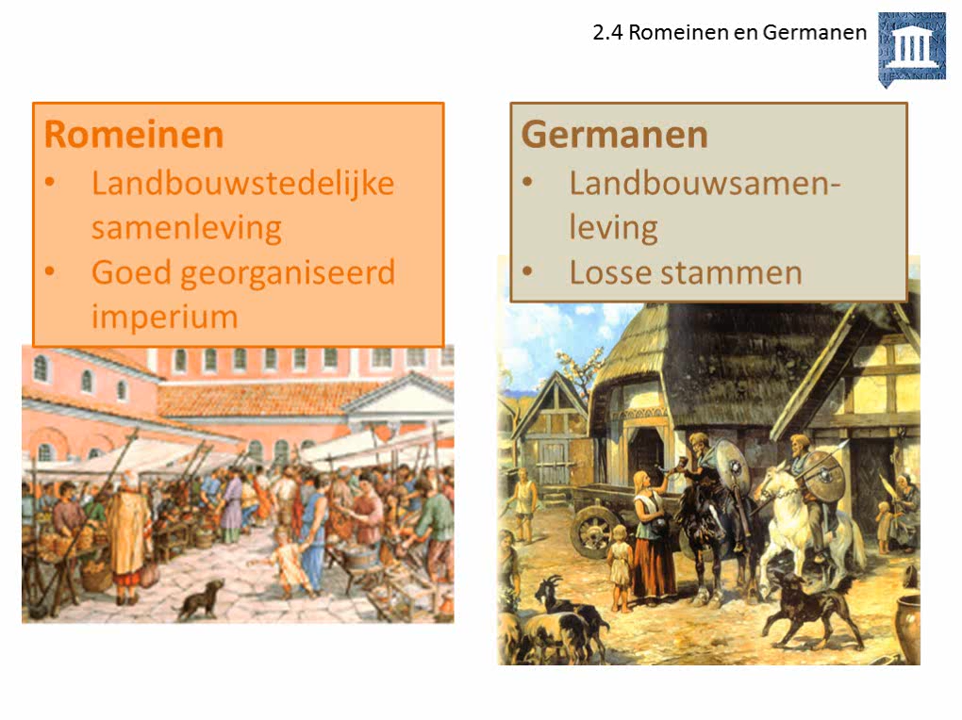 2.4 Romeinen en Germanen
Romeinen
• Landbouwstedelijke
samenleving
• Goed georganiseerd
imperium
Germanen
• Landbouwsamen-
leving
• Losse stammen